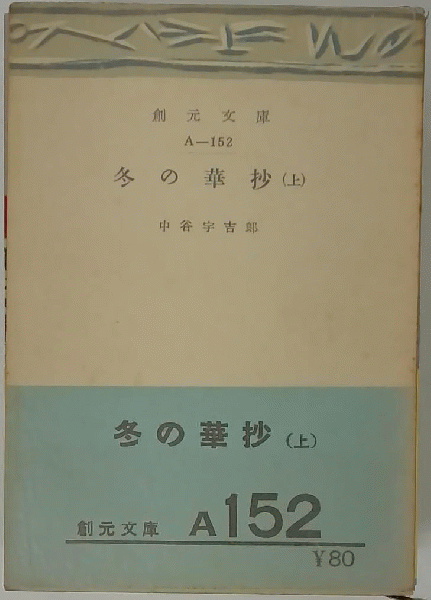 創元文庫
A—152
冬の華抄(上)
中谷宇吉郎
冬の華抄(上)
創元文庫 A152
¥80